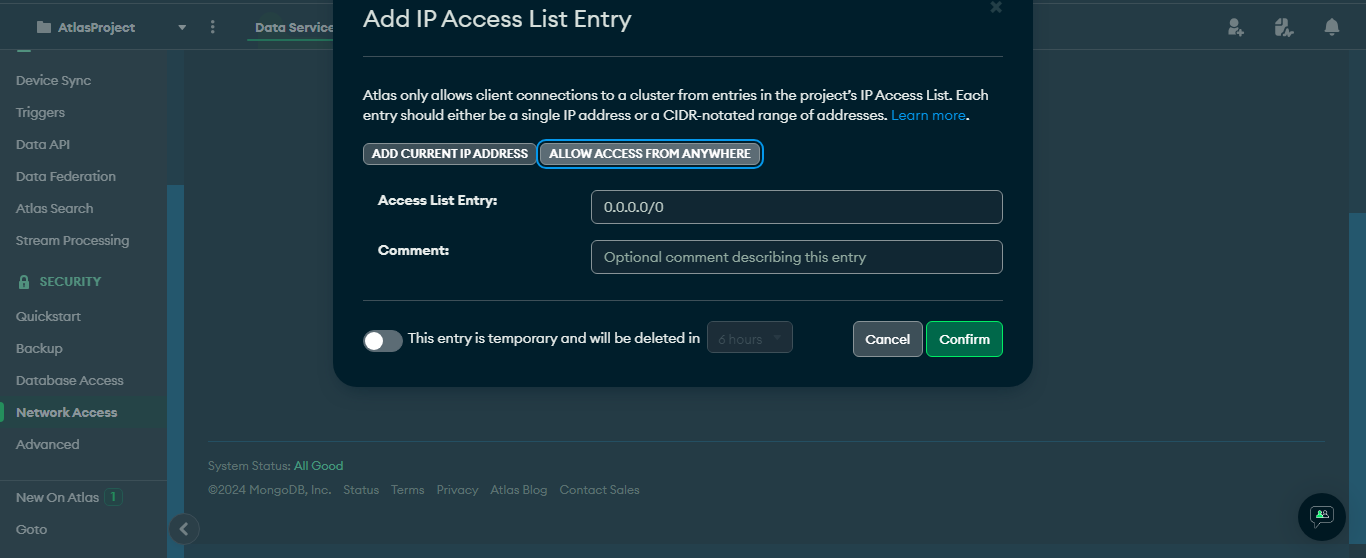 AtlasProject
Data Service
Device Sync
Triggers
Data API
Data Federation
Atlas Search
Stream Processing
SECURITY
Quickstart
Backup
Database Access
Network Access
Advanced
New On Atlas 1
Goto
Add IP Access List Entry
Atlas only allows client connections to a cluster from entries in the project's IP Access List. Each
entry should either be a single IP address or a CIDR-notated range of addresses. Learn more.
ADD CURRENT IP ADDRESS ALLOW ACCESS FROM ANYWHERE
Access List Entry: 0.0.0.0/0
Comment: Optional comment describing this entry
This entry is temporary and will be deleted in 6 hours Cancel Confirm
System Status: All Good
©2024 MongoDB, Inc. Status Terms Privacy Atlas Blog Contact Sales